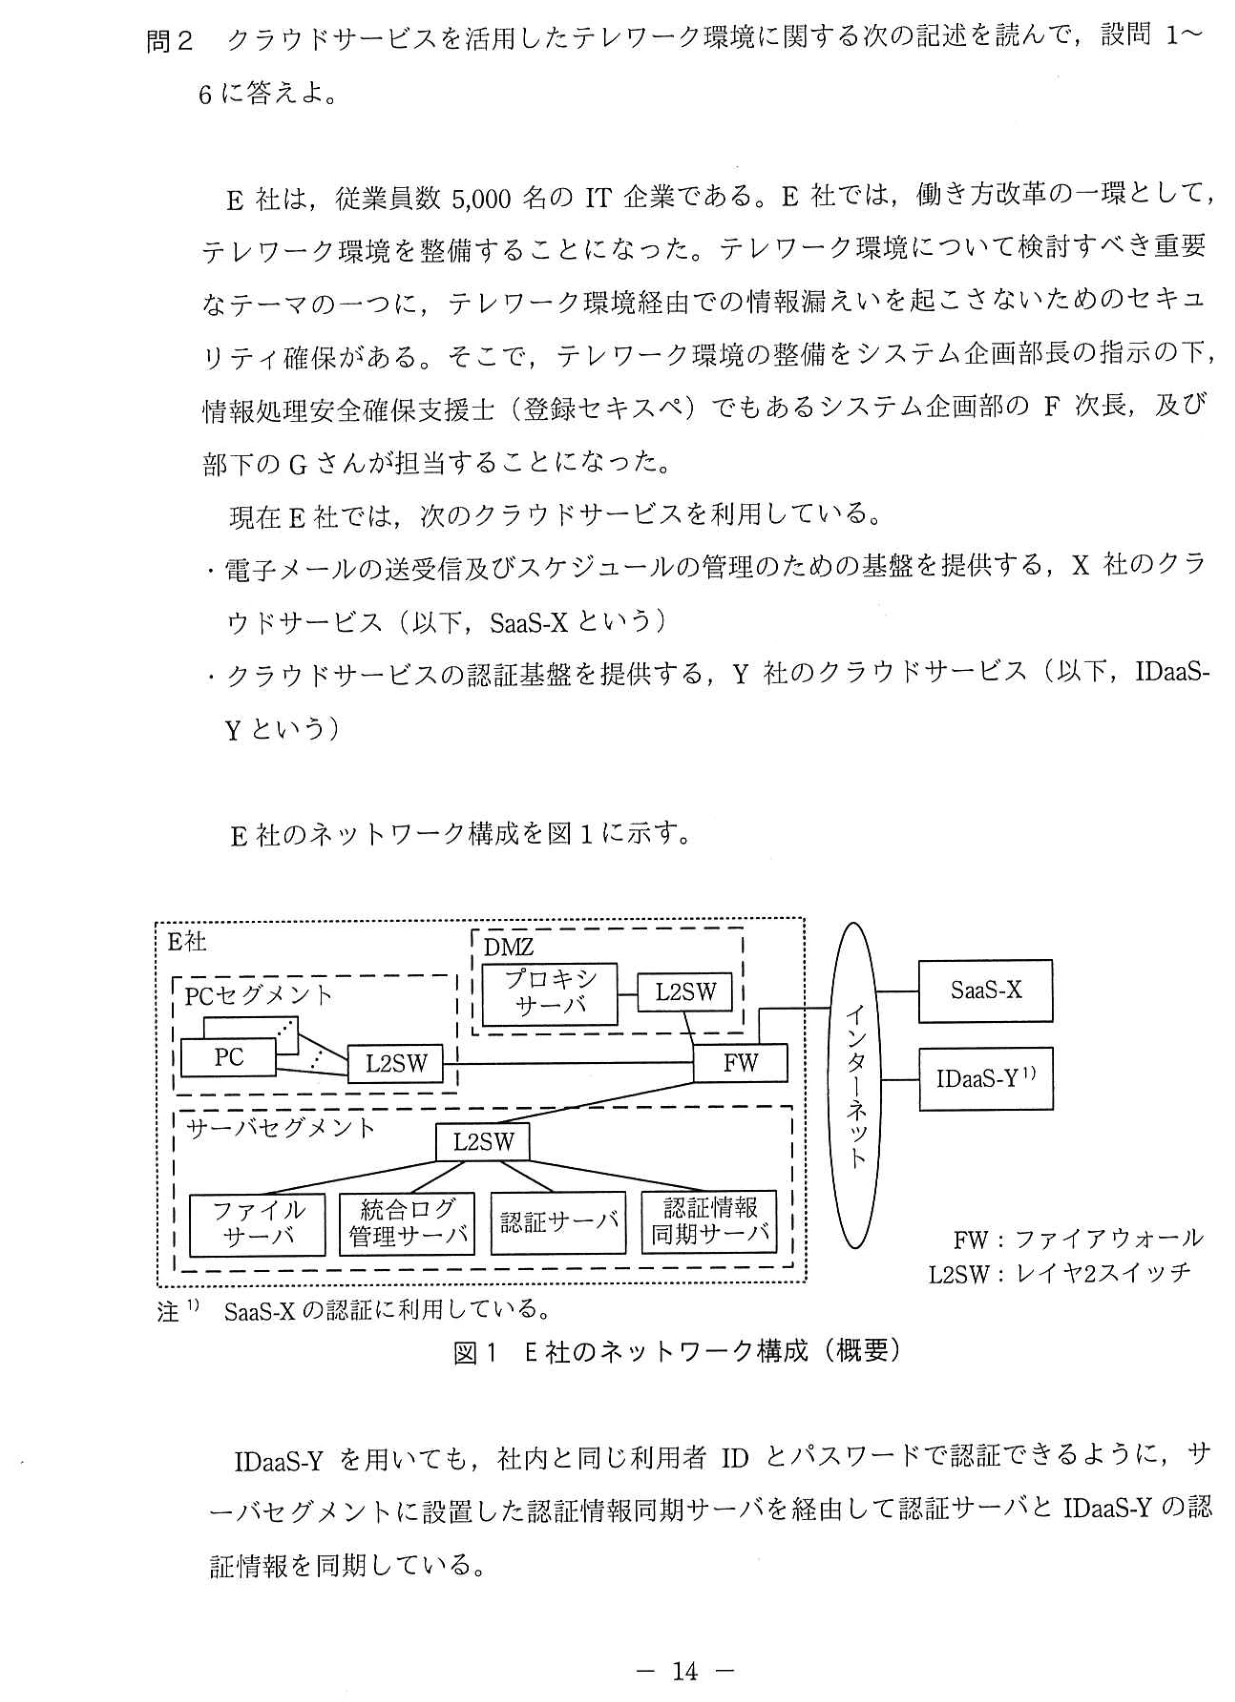 問2　クラウドサービスを活用したテレワーク環境に関する次の記述を読んで，設問 1～
6 に答えよ。
E 社は，従業員数 5,000 名の IT 企業である。E 社では，働き方改革の一環として，
テレワーク環境を整備することになった。テレワーク環境について検討すべき重要
なテーマの一つに，テレワーク環境経由での情報漏えいを起こさないためのセキュ
リティ確保がある。そこで，テレワーク環境の整備をシステム企画部長の指示の下，
情報処理安全確保支援士（登録セキスペ）でもあるシステム企画部の F 次長，及び
部下の G さんが担当することになった。
現在 E 社では，次のクラウドサービスを利用している。
・電子メールの送受信及びスケジュールの管理のための基盤を提供する，X 社のクラ
ウドサービス（以下，SaaS-X という）
・クラウドサービスの認証基盤を提供する，Y 社のクラウドサービス（以下，IDaaS-
Y という）
E 社のネットワーク構成を図 1 に示す。
E社
DMZ
プロキシ
サーバ
L2SW
PCセグメント
PC
L2SW
FW
サーバセグメント
L2SW
ファイル
サーバ
統合ログ
管理サーバ
認証サーバ
認証情報
同期サーバ
インターネット
SaaS-X
IDaaS-Y1)
FW：ファイアウォール
L2SW：レイヤ2スイッチ
注1)　SaaS-X の認証に利用している。
図1　E 社のネットワーク構成（概要）
IDaaS-Y を用いても，社内と同じ利用者 ID とパスワードで認証できるように，サ
ーバセグメントに設置した認証情報同期サーバを経由して認証サーバと IDaaS-Y の認
証情報を同期している。
－ 14 －